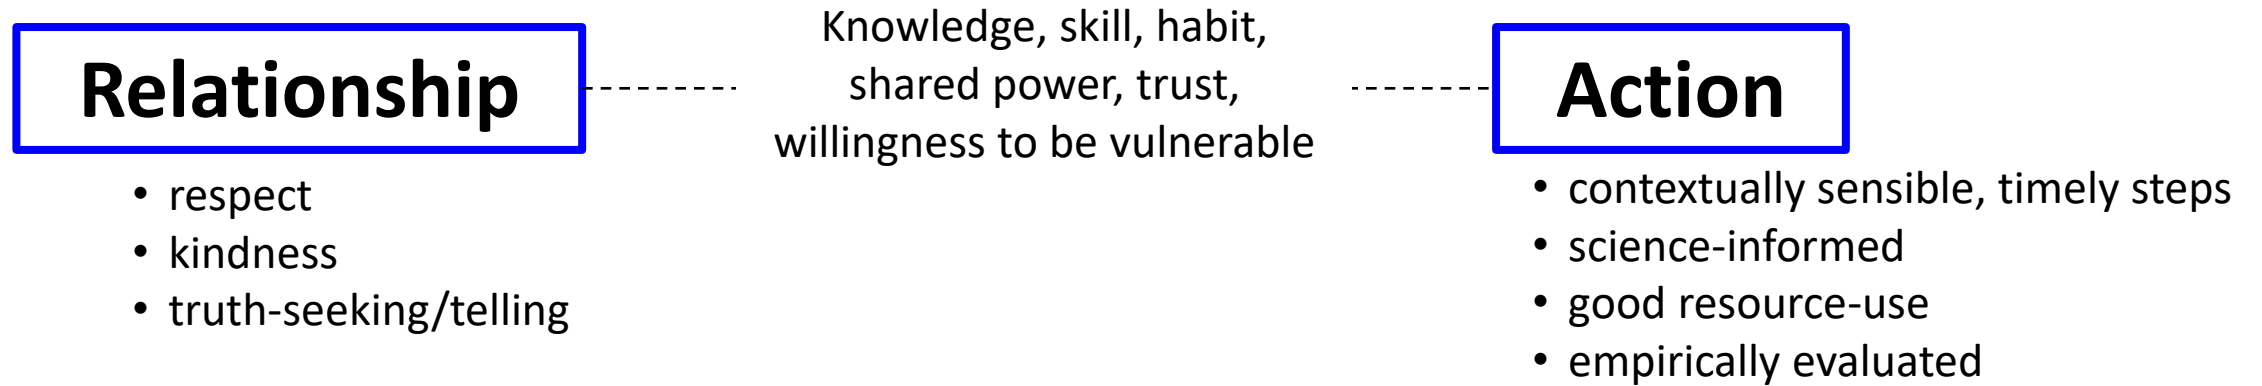 Relationship
• respect
• kindness
• truth-seeking/telling
Knowledge, skill, habit,
shared power, trust,
willingness to be vulnerable
Action
• contextually sensible, timely steps
• science-informed
• good resource-use
• empirically evaluated